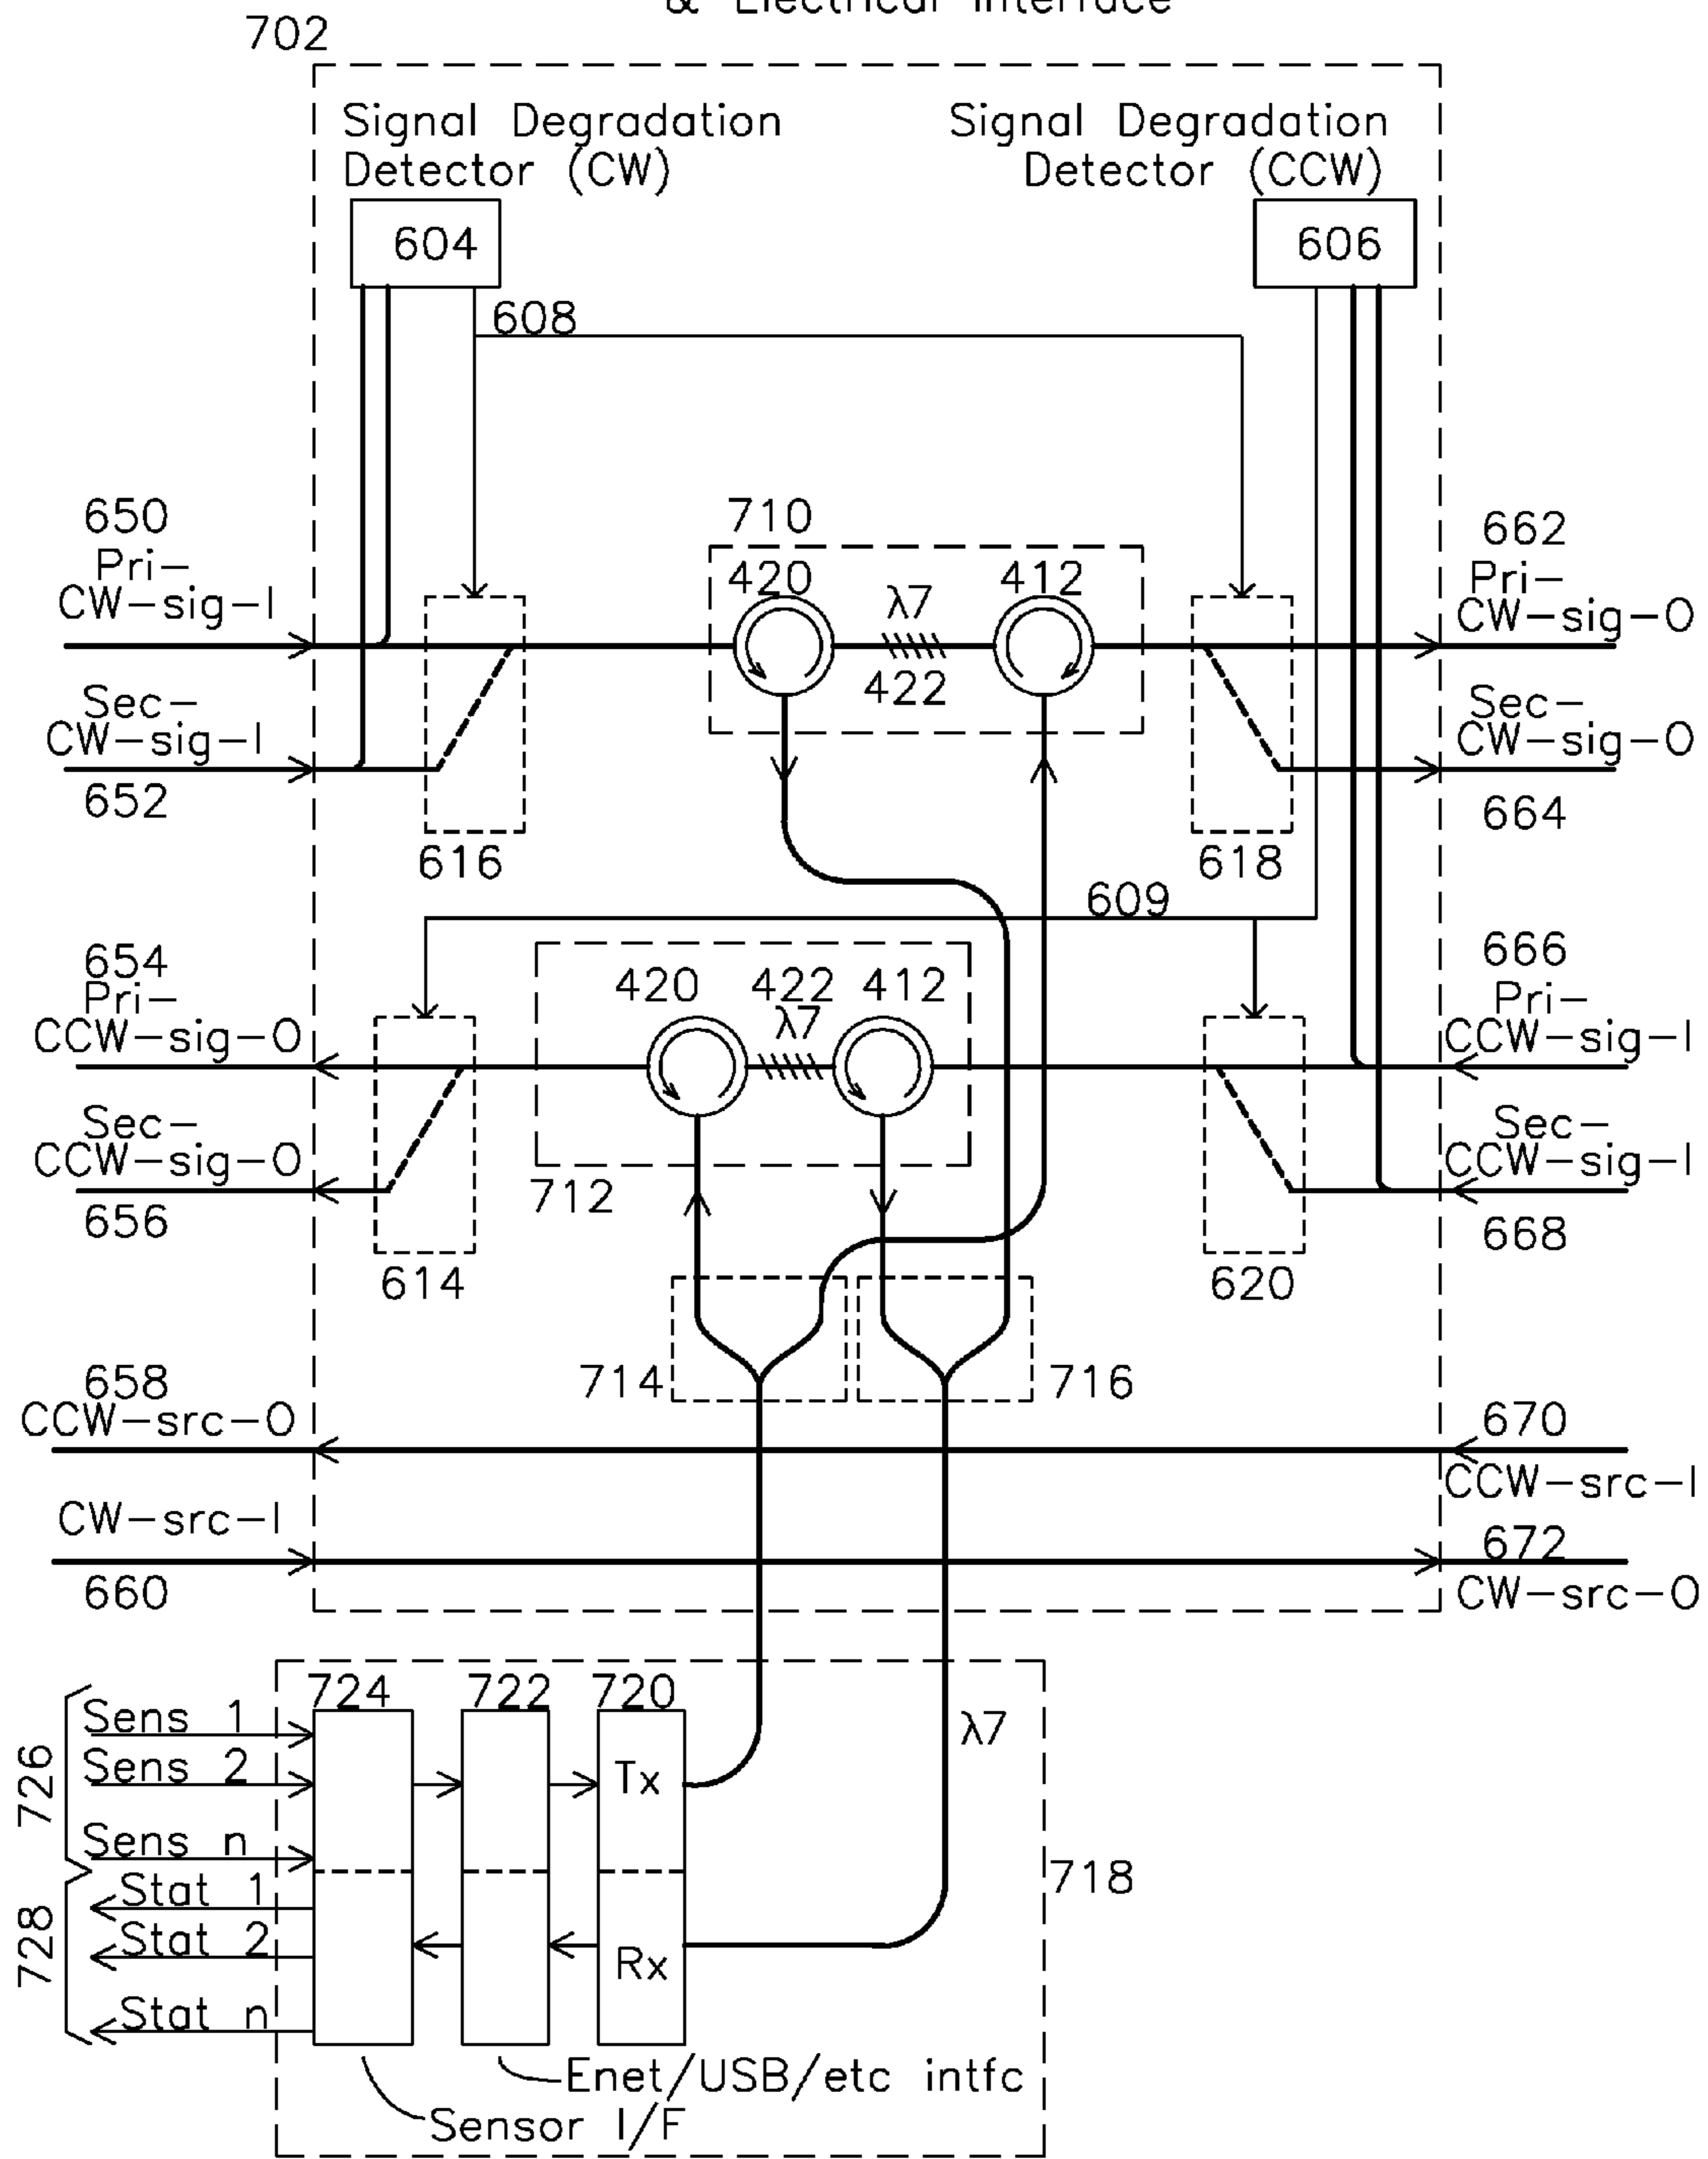 & Electrical Interface
702
Signal Degradation
Detector (CW)
Signal Degradation
Detector (CCW)
604
606
608
650
Pri-
CW-sig-I
710
420
λ7
412
422
662
Pri-
CW-sig-O
Sec-
CW-sig-I
652
Sec-
CW-sig-O
664
616
618
609
654
Pri-
CCW-sig-O
420
422
412
λ7
666
Pri-
CCW-sig-I
Sec-
CCW-sig-O
656
712
Sec-
CCW-sig-I
668
614
620
714
716
658
CCW-src-O
670
CCW-src-I
CW-src-I
660
672
CW-src-O
724
722
720
726
Sens 1
Sens 2
Sens n
Tx
λ7
718
728
Stat 1
Stat 2
Stat n
Rx
Enet/USB/etc intfc
Sensor I/F